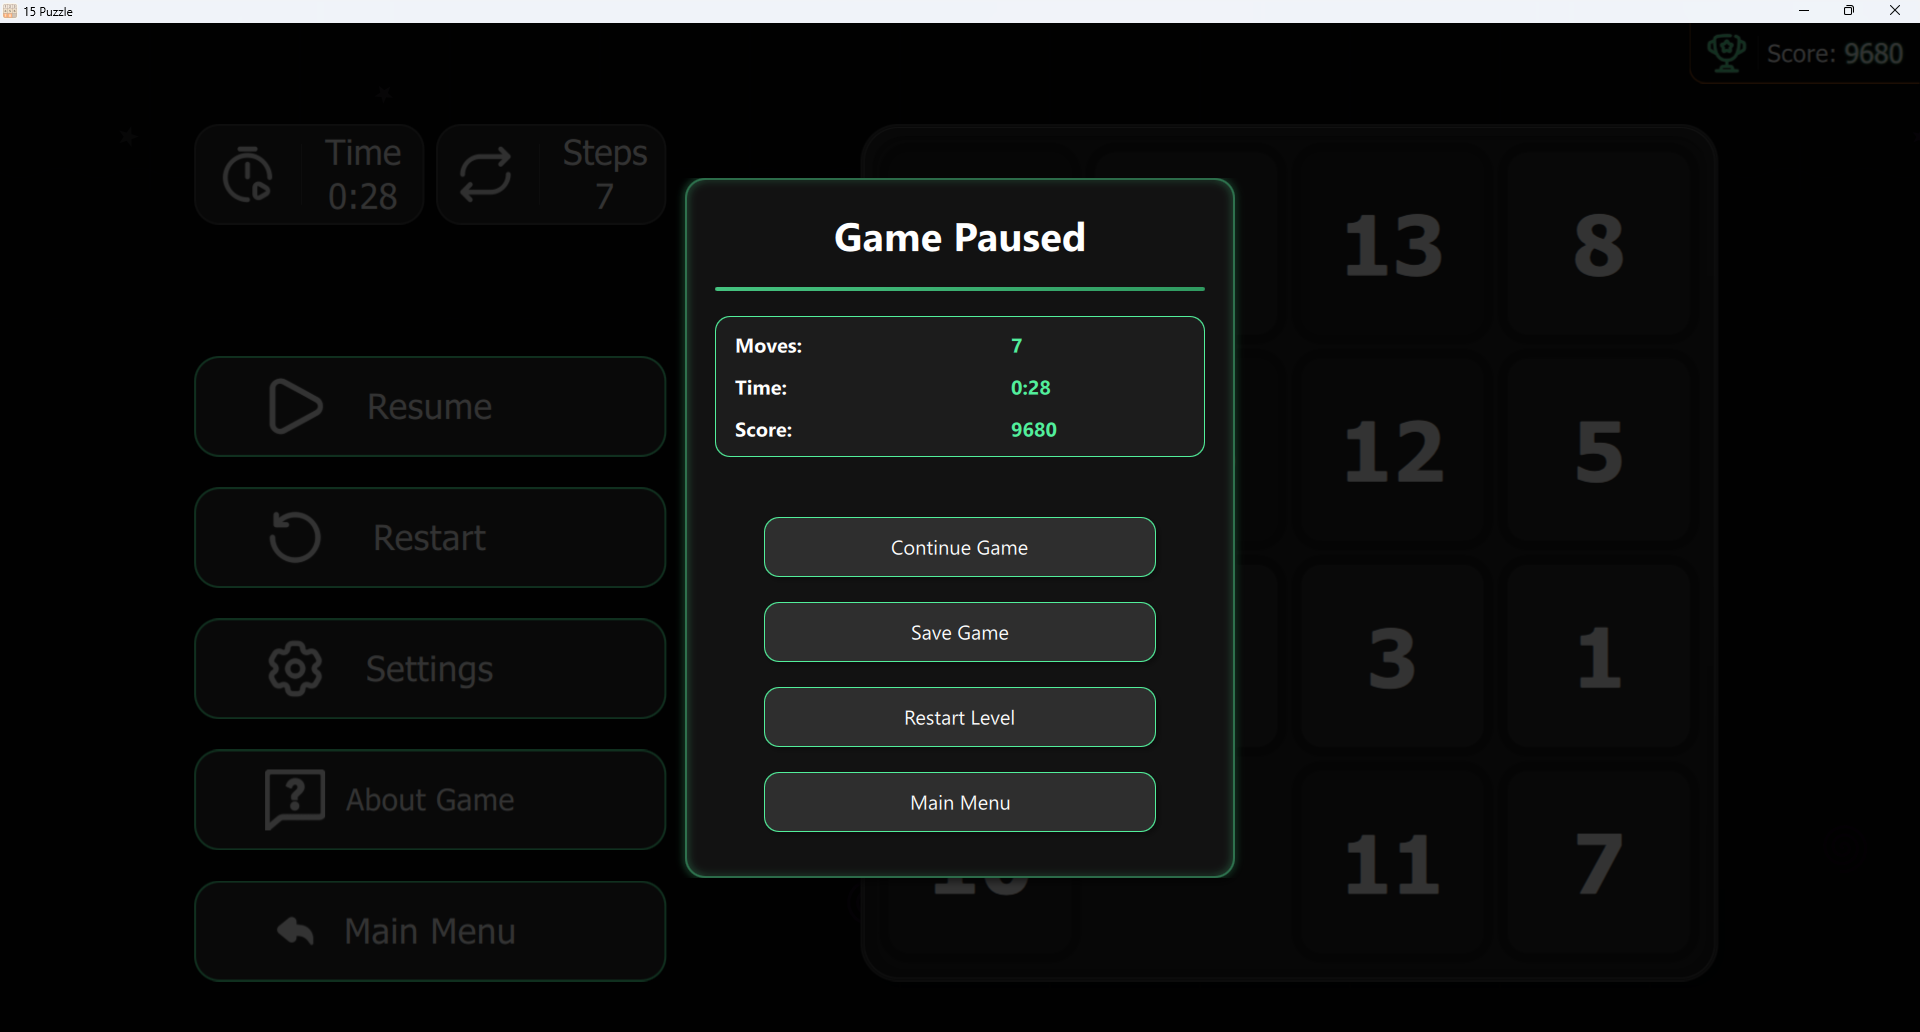 15 Puzzle
Score: 9680
Time
0:28
Steps
7
Resume
Restart
Settings
About Game
Main Menu
Game Paused
Moves: 7
Time: 0:28
Score: 9680
Continue Game
Save Game
Restart Level
Main Menu
13 8
12 5
3 1
11 7